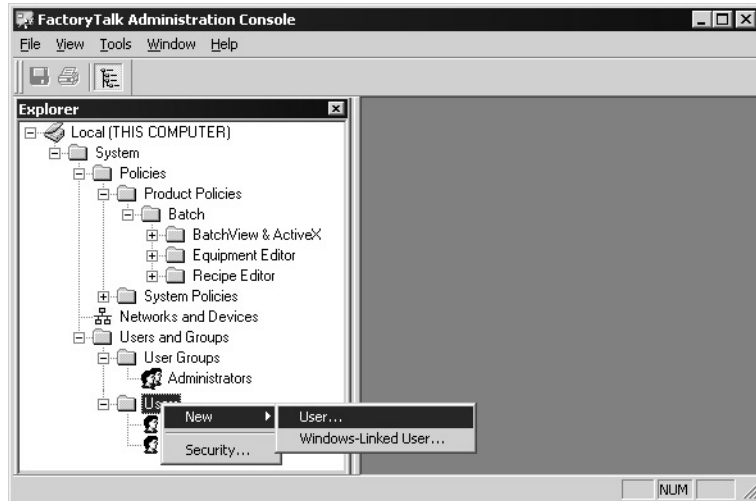 FactoryTalk Administration Console
File View Tools Window Help
Explorer
Local (THIS COMPUTER)
System
Policies
Product Policies
Batch
BatchView & ActiveX
Equipment Editor
Recipe Editor
System Policies
Networks and Devices
Users and Groups
User Groups
Administrators
New
User...
Windows-Linked User...
Security...
NUM